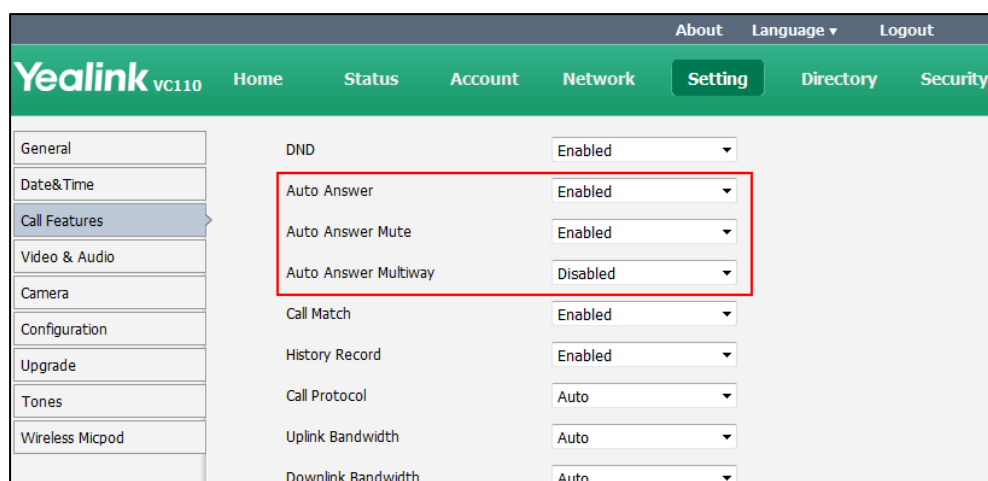 About Language ▾ Logout
Yealink VC110 Home Status Account Network Setting Directory Security
General
Date&Time
Call Features
Video & Audio
Camera
Configuration
Upgrade
Tones
Wireless Micpod
DND Enabled
Auto Answer Enabled
Auto Answer Mute Enabled
Auto Answer Multiway Disabled
Call Match Enabled
History Record Enabled
Call Protocol Auto
Uplink Bandwidth Auto
Downlink Bandwidth Auto